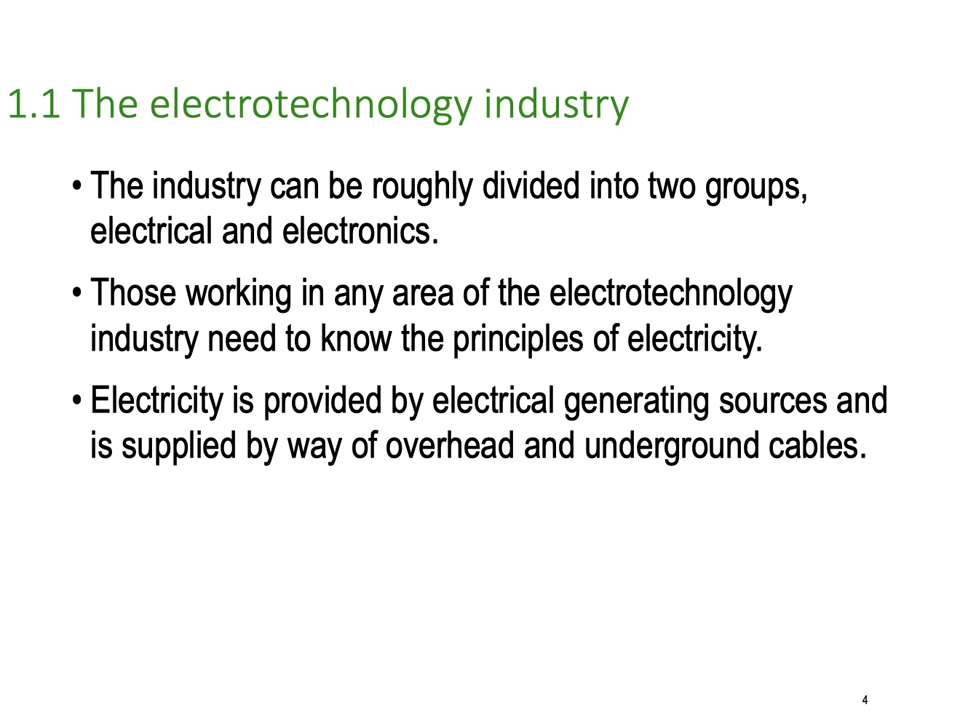 1.1 The electrotechnology industry
• The industry can be roughly divided into two groups,
electrical and electronics.
• Those working in any area of the electrotechnology
industry need to know the principles of electricity.
• Electricity is provided by electrical generating sources and
is supplied by way of overhead and underground cables.
4